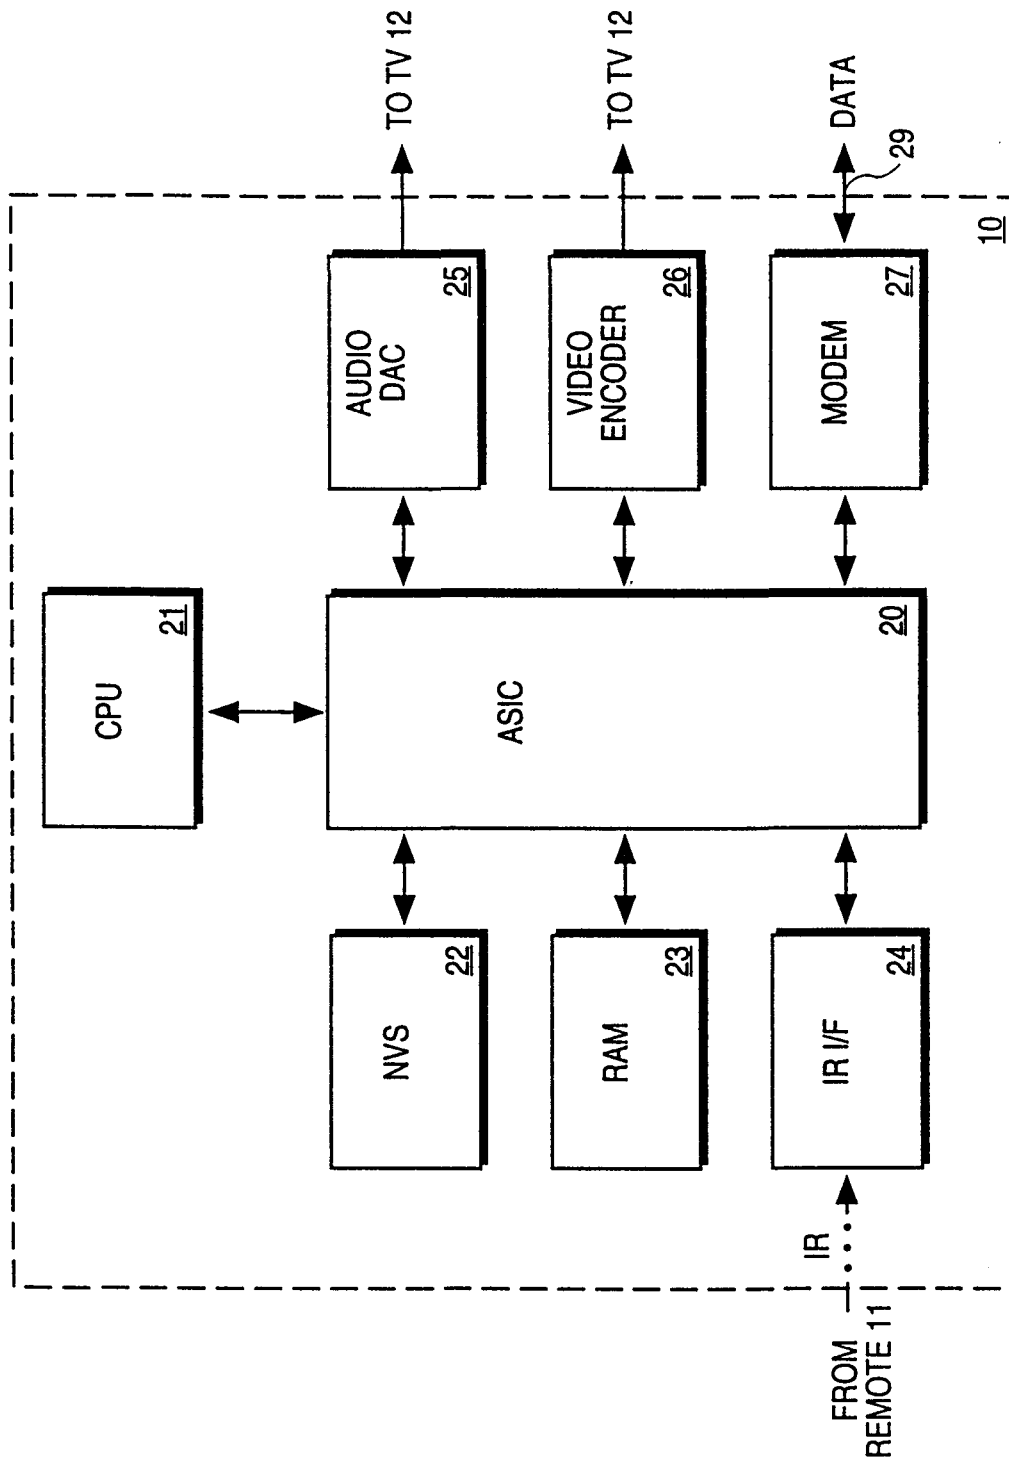 CPU
21
NVS
22
RAM
23
IR I/F
24
ASIC
20
AUDIO
DAC
25
VIDEO
ENCODER
26
MODEM
27
TO TV 12
TO TV 12
DATA
29
IR
FROM
REMOTE 11
10